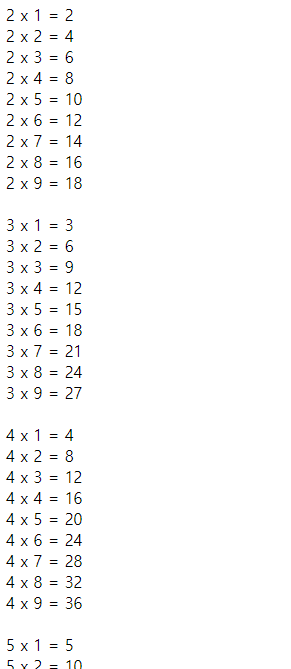 2 x 1 = 2
2 x 2 = 4
2 x 3 = 6
2 x 4 = 8
2 x 5 = 10
2 x 6 = 12
2 x 7 = 14
2 x 8 = 16
2 x 9 = 18

3 x 1 = 3
3 x 2 = 6
3 x 3 = 9
3 x 4 = 12
3 x 5 = 15
3 x 6 = 18
3 x 7 = 21
3 x 8 = 24
3 x 9 = 27

4 x 1 = 4
4 x 2 = 8
4 x 3 = 12
4 x 4 = 16
4 x 5 = 20
4 x 6 = 24
4 x 7 = 28
4 x 8 = 32
4 x 9 = 36

5 x 1 = 5
5 x 2 = 10